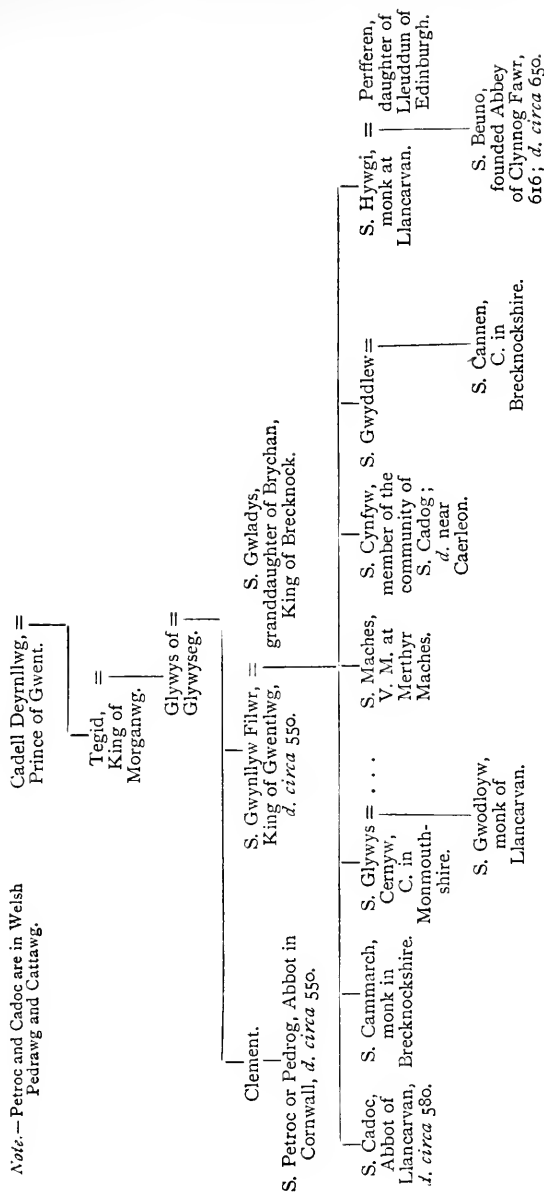 Note.—Petroc and Cadoc are in Welsh
Pedrawg and Cattawg.
Cadell Deyrnllwg, =
Prince of Gwent.
Tegid, =
King of
Morganwg.
Glywys of =
Glywyseg.
Clement.
S. Petroc or Pedrog, Abbot in
Cornwall, d. circa 550.
S. Gwynllyw Filwr, =
King of Gwentlwg,
d. circa 550.
S. Gwladys,
granddaughter of Brychan,
King of Brecknock.
S. Cadoc,
Abbot of
Llancarvan,
d. circa 580.
S. Cammarch,
monk in
Brecknockshire.
S. Glywys = . . . .
Cernyw,
C. in
Monmouth-
shire.
S. Gwodloyw,
monk of
Llancarvan.
S. Maches,
V. M. at
Merthyr
Maches.
S. Cynfyw,
member of the
community of
S. Cadog;
d. near
Caerleon.
S. Gwyddlew =
S. Cannen,
C. in
Brecknockshire.
S. Hywgi, =
monk at
Llancarvan.
Perfferen,
daughter of
Lleuddun of
Edinburgh.
S. Beuno,
founded Abbey
of Clynnog Fawr,
616; d. circa 650.